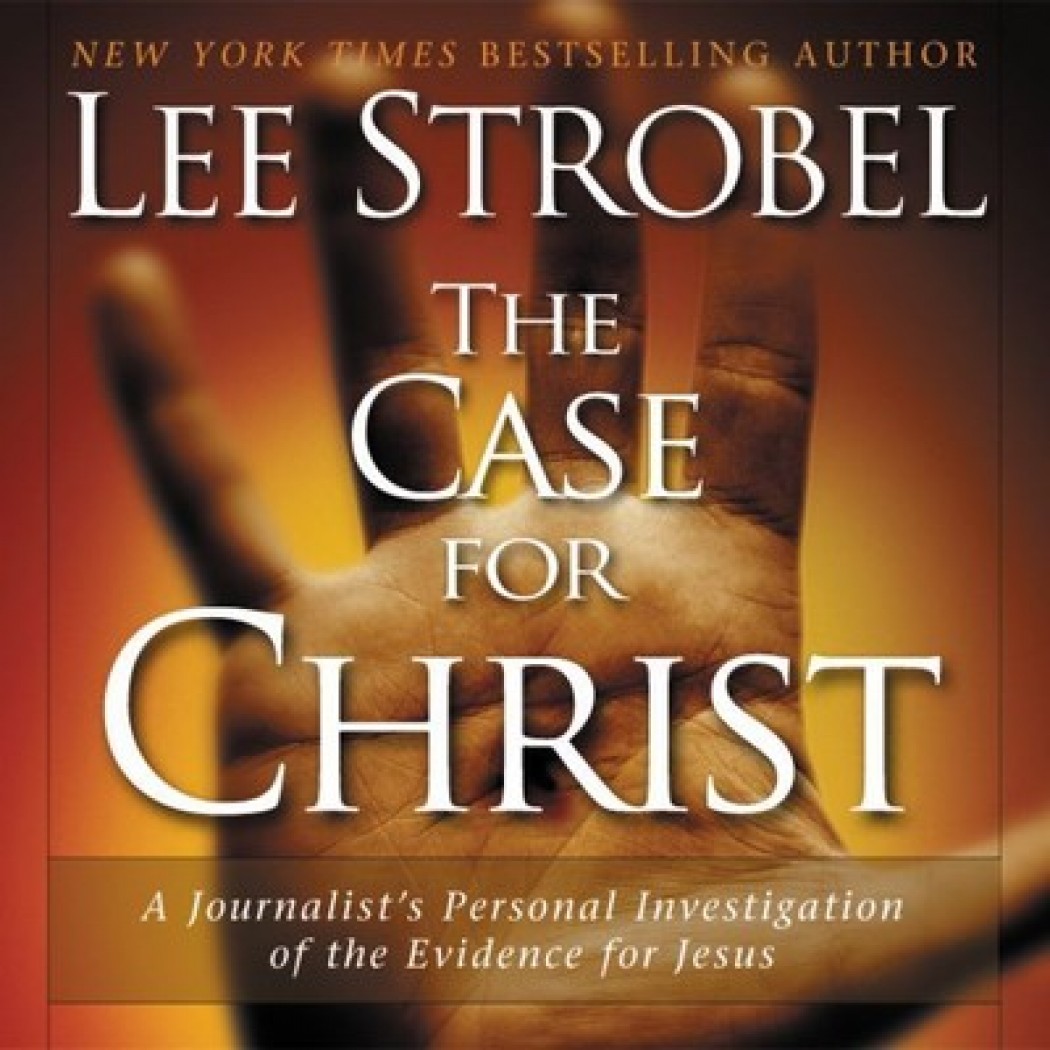 NEW YORK TIMES BESTSELLING AUTHOR
LEE STROBEL
THE
CASE
FOR
CHRIST
A Journalist's Personal Investigation
of the Evidence for Jesus